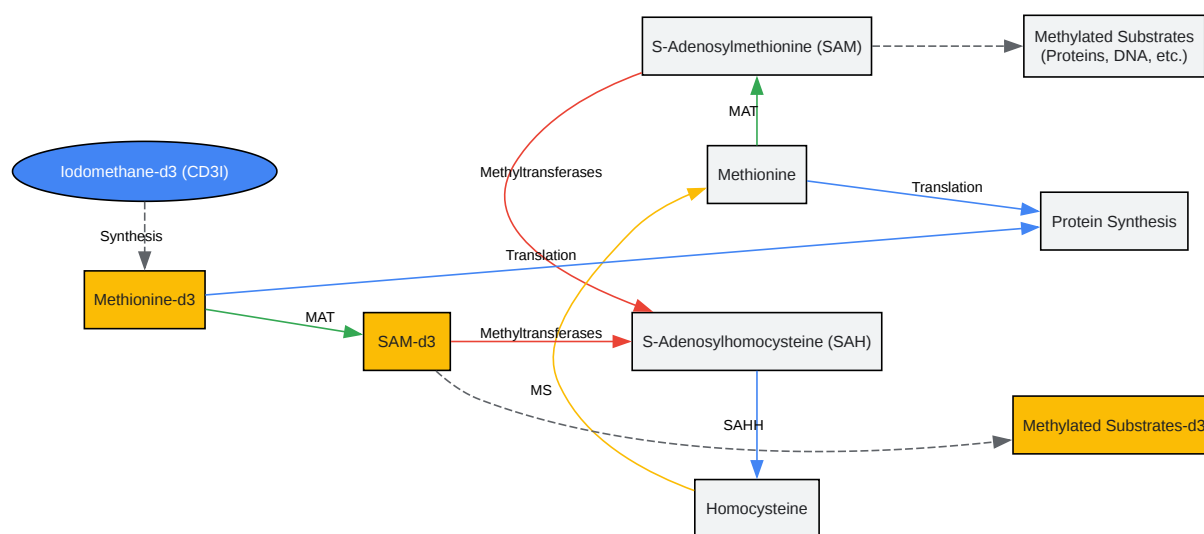 S-Adenosylmethionine (SAM)
Methylated Substrates
(Proteins, DNA, etc.)
MAT
Iodomethane-d3 (CD3I)
Methyltransferases
Methionine
Translation
Protein Synthesis
Synthesis
Translation
Methionine-d3
MAT
SAM-d3
Methyltransferases
S-Adenosylhomocysteine (SAH)
MS
SAHH
Methylated Substrates-d3
Homocysteine